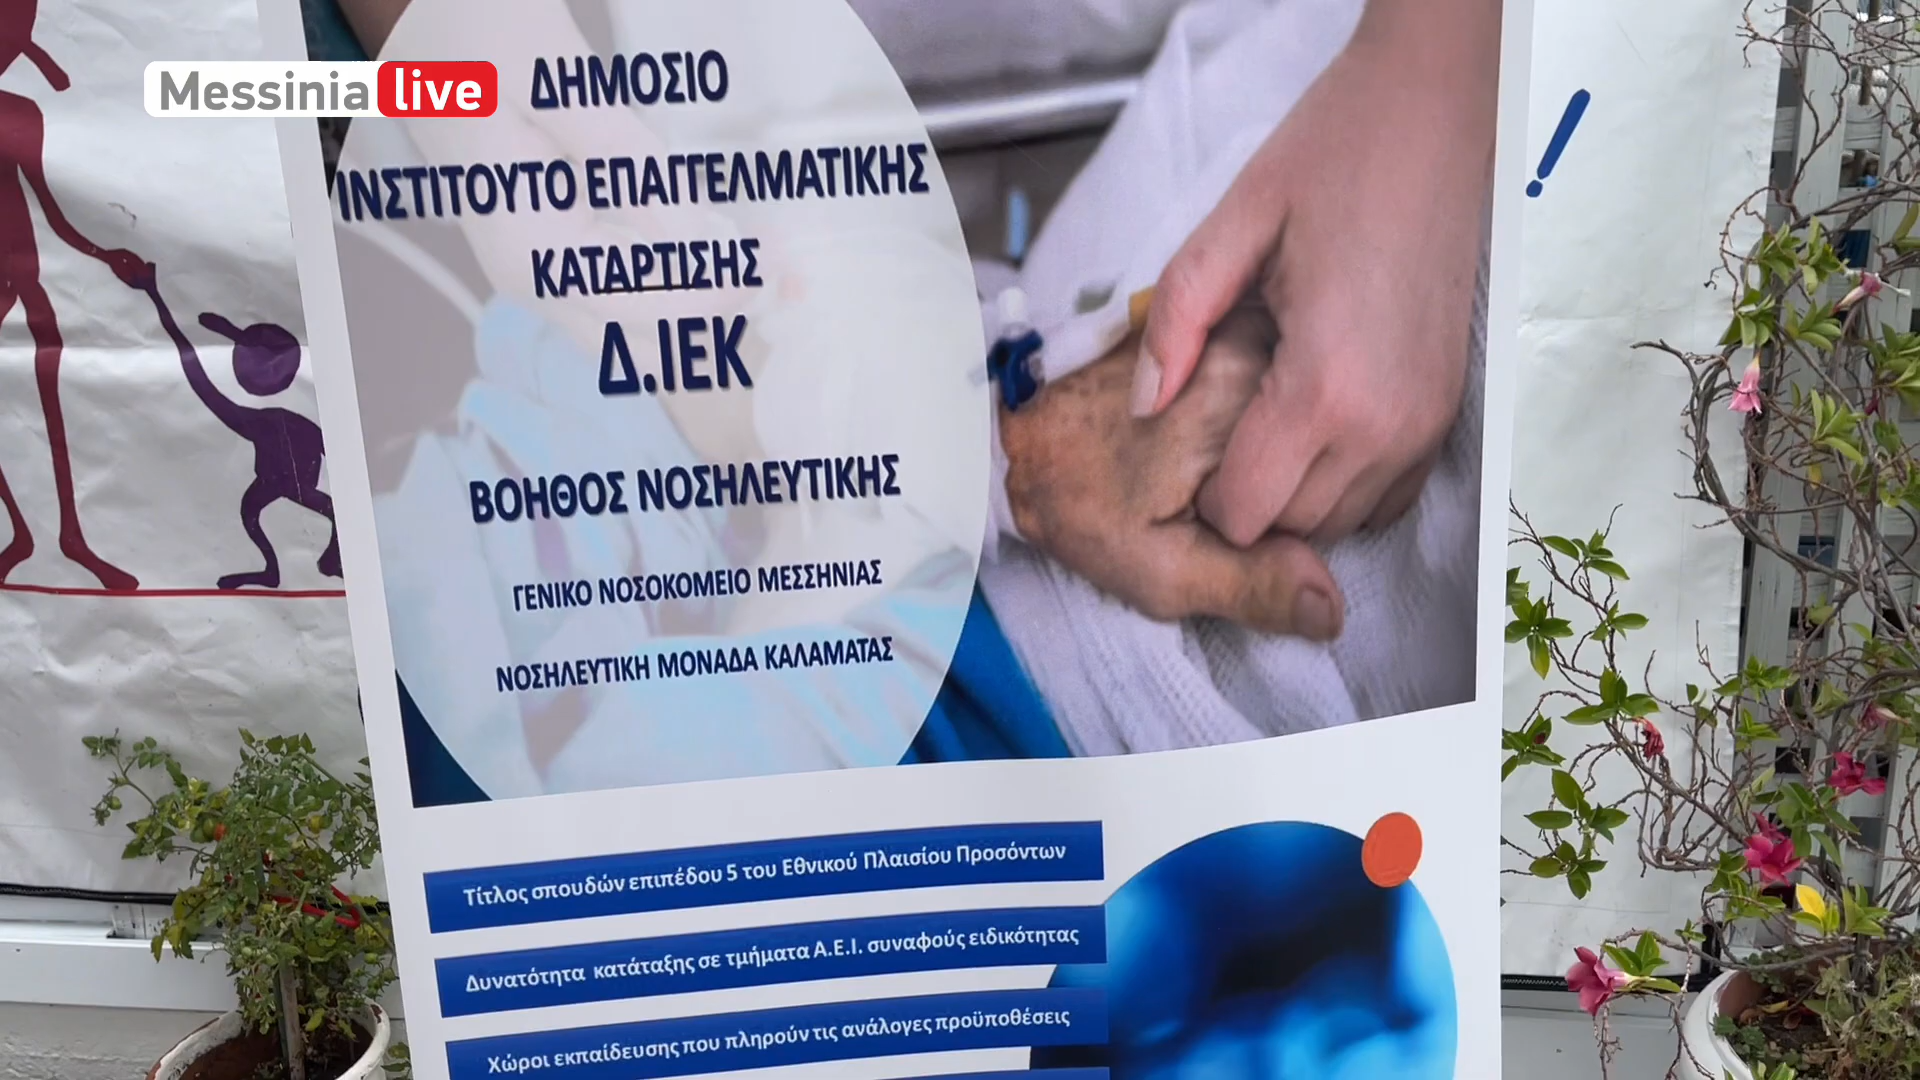 Messinia live
ΔΗΜΟΣΙΟ
ΙΝΣΤΙΤΟΥΤΟ ΕΠΑΓΓΕΛΜΑΤΙΚΗΣ
ΚΑΤΑΡΤΙΣΗΣ
Δ.ΙΕΚ
ΒΟΗΘΟΣ ΝΟΣΗΛΕΥΤΙΚΗΣ
ΓΕΝΙΚΟ ΝΟΣΟΚΟΜΕΙΟ ΜΕΣΣΗΝΙΑΣ
ΝΟΣΗΛΕΥΤΙΚΗ ΜΟΝΑΔΑ ΚΑΛΑΜΑΤΑΣ
Τίτλος σπουδών επιπέδου 5 του Εθνικού Πλαισίου Προσόντων
Δυνατότητα κατάταξης σε τμήματα Α.Ε.Ι. συναφούς ειδικότητας
Χώροι εκπαίδευσης που πληρούν τις ανάλογες προϋποθέσεις
!